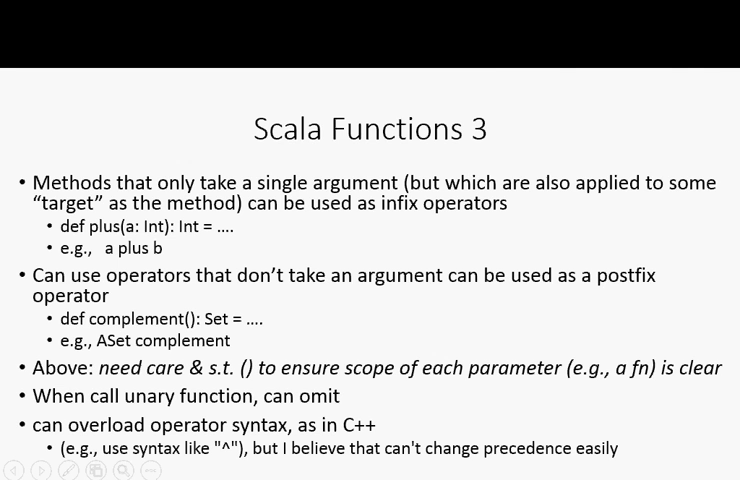 Scala Functions 3
• Methods that only take a single argument (but which are also applied to some
“target” as the method) can be used as infix operators
• def plus(a: Int): Int = ....
• e.g., a plus b
• Can use operators that don’t take an argument can be used as a postfix
operator
• def complement(): Set = ....
• e.g., ASet complement
• Above: need care & s.t. () to ensure scope of each parameter (e.g., a fn) is clear
• When call unary function, can omit
• can overload operator syntax, as in C++
• (e.g., use syntax like "^"), but I believe that can't change precedence easily